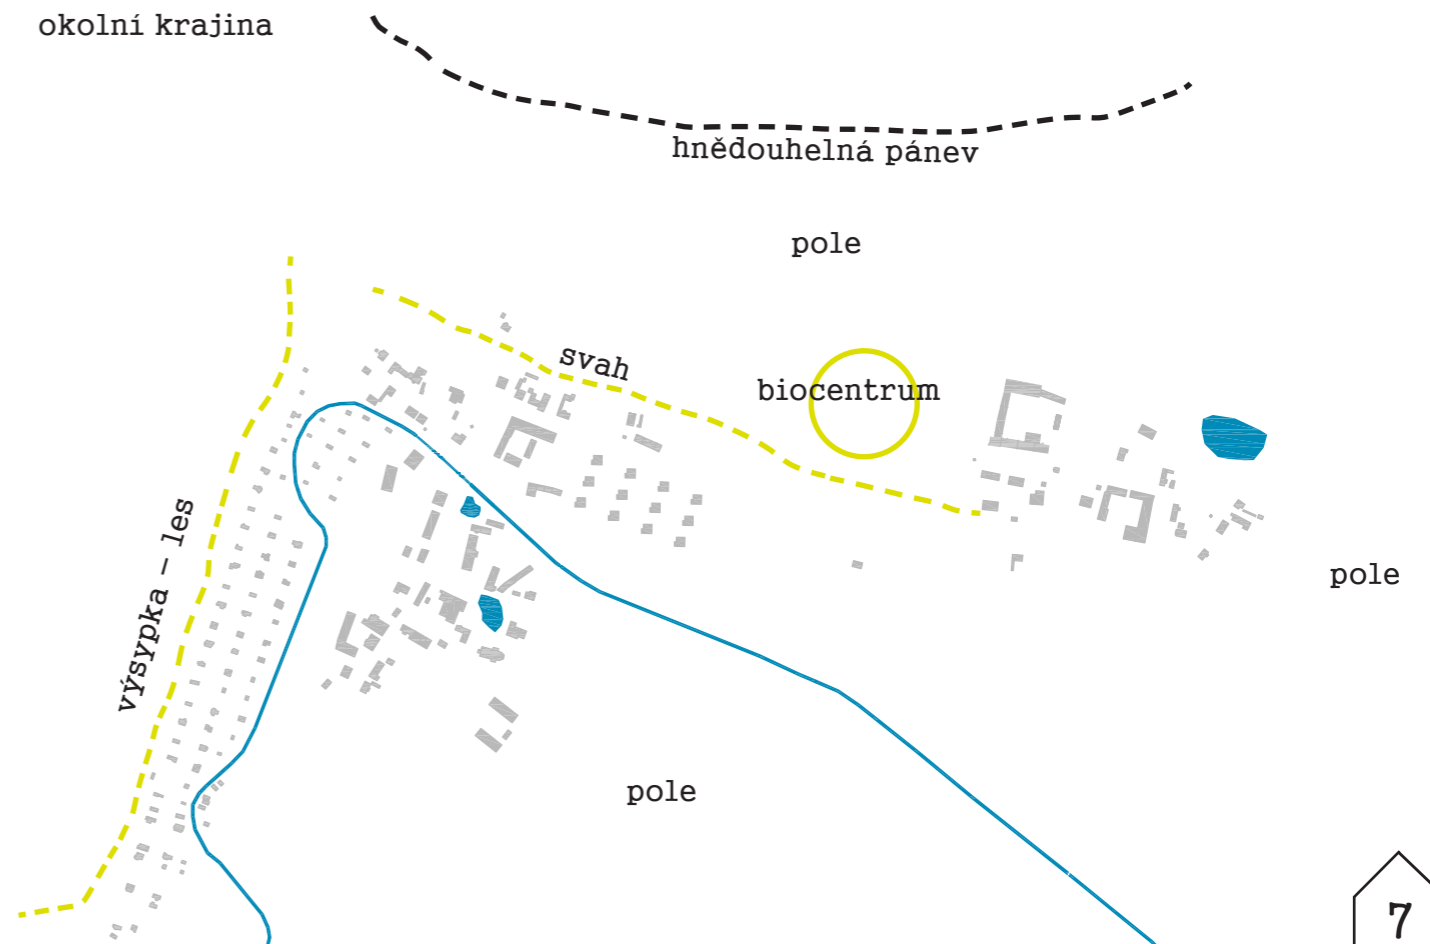 okolní krajina
hnědouhelná pánev
pole
svah
biocentrum
výsypka – les
pole
pole
7